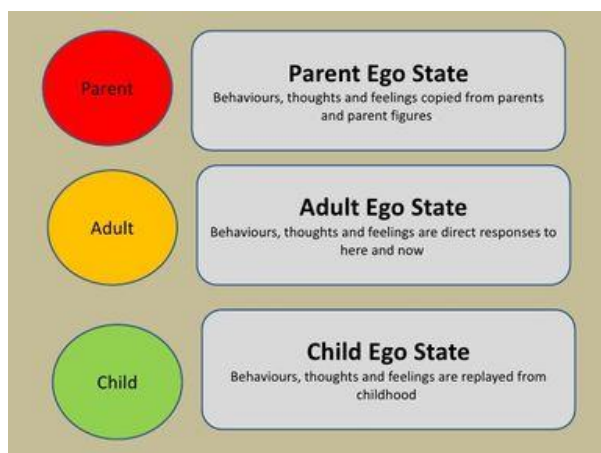 Parent
Parent Ego State
Behaviours, thoughts and feelings copied from parents
and parent figures
Adult
Adult Ego State
Behaviours, thoughts and feelings are direct responses to
here and now
Child
Child Ego State
Behaviours, thoughts and feelings are replayed from
childhood